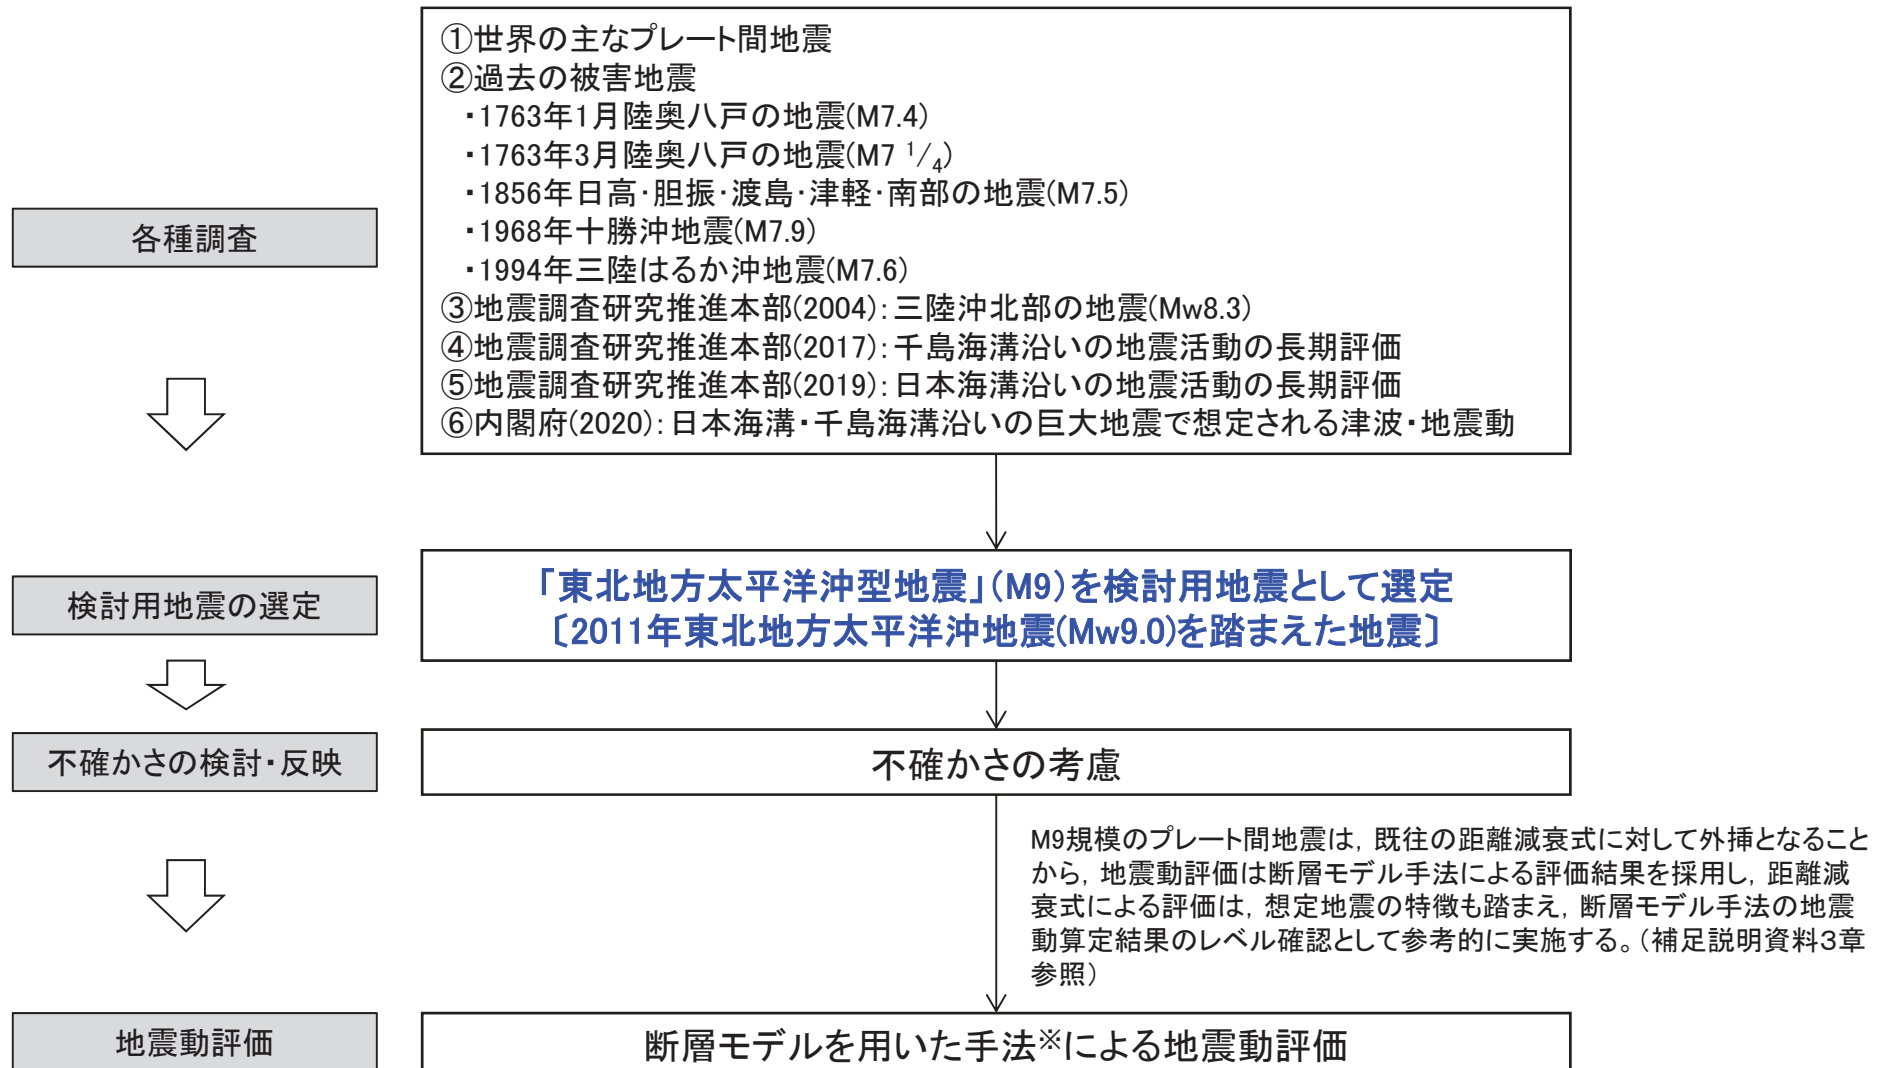 ①世界の主なプレート間地震
②過去の被害地震
・1763年1月陸奥八戸の地震(M7.4)
・1763年3月陸奥八戸の地震(M7 1/4)
・1856年日高･胆振･渡島･津軽･南部の地震(M7.5)
・1968年十勝沖地震(M7.9)
・1994年三陸はるか沖地震(M7.6)
③地震調査研究推進本部(2004)：三陸沖北部の地震(Mw8.3)
④地震調査研究推進本部(2017)：千島海溝沿いの地震活動の長期評価
⑤地震調査研究推進本部(2019)：日本海溝沿いの地震活動の長期評価
⑥内閣府(2020)：日本海溝・千島海溝沿いの巨大地震で想定される津波・地震動
各種調査
検討用地震の選定
「東北地方太平洋沖型地震」（M9）を検討用地震として選定
〔2011年東北地方太平洋沖地震(Mw9.0)を踏まえた地震〕
不確かさの検討・反映
不確かさの考慮
M9規模のプレート間地震は，既往の距離減衰式に対して外挿となること
から，地震動評価は断層モデル手法による評価結果を採用し，距離減
衰式による評価は，想定地震の特徴も踏まえ，断層モデル手法の地震
動算定結果のレベル確認として参考的に実施する。（補足説明資料３章
参照）
地震動評価
断層モデルを用いた手法※による地震動評価